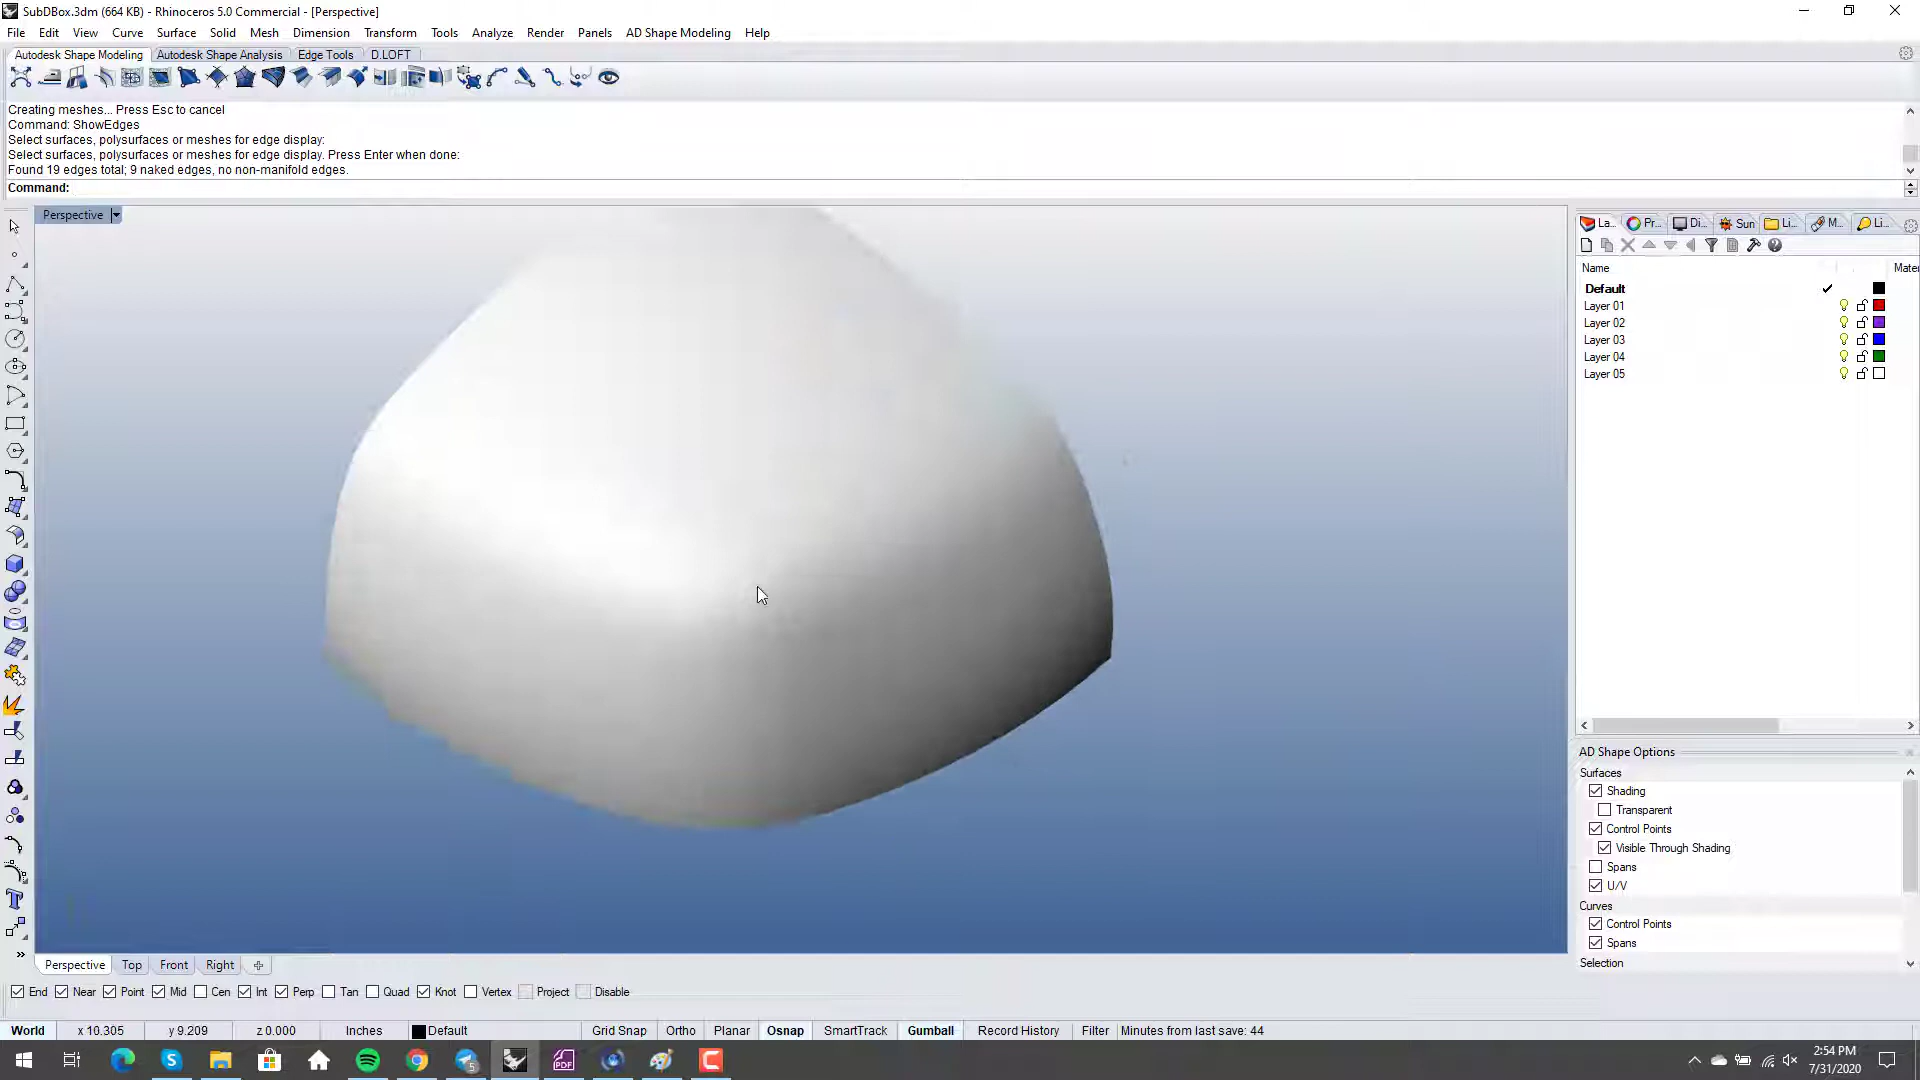 SubDBox.3dm (664 KB) - Rhinoceros 5.0 Commercial - [Perspective]
File Edit View Curve Surface Solid Mesh Dimension Transform Tools Analyze Render Panels AD Shape Modeling Help
Autodesk Shape Modeling Autodesk Shape Analysis Edge Tools D.LOFT
Creating meshes... Press Esc to cancel
Command: ShowEdges
Select surfaces, polysurfaces or meshes for edge display:
Select surfaces, polysurfaces or meshes for edge display. Press Enter when done:
Found 19 edges total; 9 naked edges, no non-manifold edges.
Command:
Perspective
La... Pr... Di... Sun Li... M... Li...
Name Mater
Default
Layer 01
Layer 02
Layer 03
Layer 04
Layer 05
AD Shape Options
Surfaces
Shading
Transparent
Control Points
Visible Through Shading
Spans
U/V
Curves
Control Points
Spans
Selection
Perspective Top Front Right
End Near Point Mid Cen Int Perp Tan Quad Knot Vertex Project Disable
World x 10.305 y 9.209 z 0.000 Inches Default Grid Snap Ortho Planar Osnap SmartTrack Gumball Record History Filter Minutes from last save: 44
2:54 PM
7/31/2020